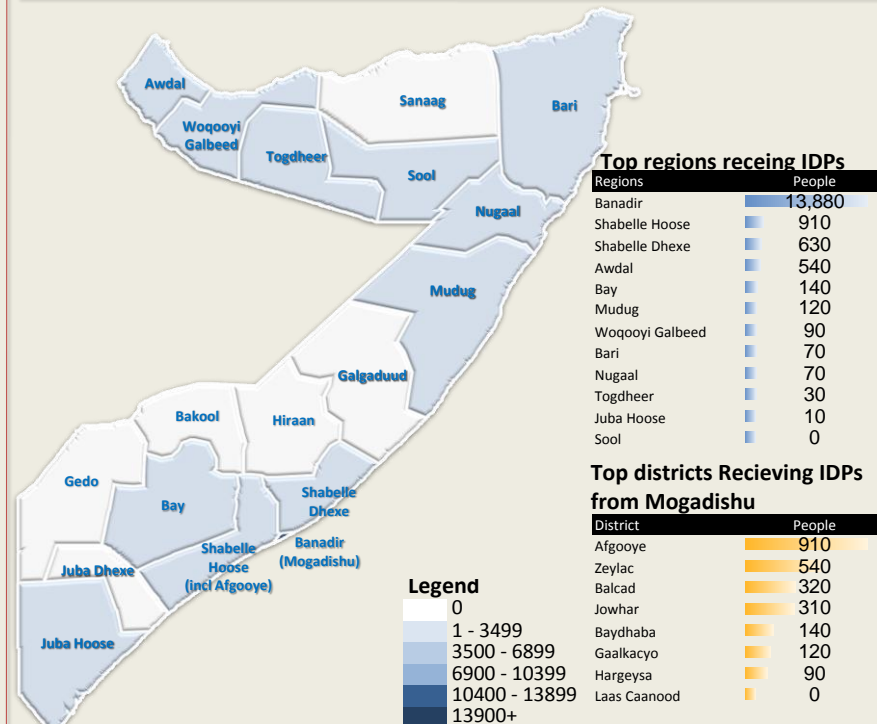 Awdal
Woqooyi
Galbeed
Togdheer
Sanaag
Sool
Bari
Nugaal
Mudug
Galgaduud
Hiraan
Bakool
Gedo
Bay
Shabelle
Dhexe
Banadir
(Mogadishu)
Shabelle
Hoose
(incl Afgooye)
Juba Dhexe
Juba Hoose
Legend
0
1 - 3499
3500 - 6899
6900 - 10399
10400 - 13899
13900+
Top regions receing IDPs
Regions People
Banadir 13,880
Shabelle Hoose 910
Shabelle Dhexe 630
Awdal 540
Bay 140
Mudug 120
Woqooyi Galbeed 90
Bari 70
Nugaal 70
Togdheer 30
Juba Hoose 10
Sool 0
Top districts Recieving IDPs
from Mogadishu
District People
Afgooye 910
Zeylac 540
Balcad 320
Jowhar 310
Baydhaba 140
Gaalkacyo 120
Hargeysa 90
Laas Caanood 0